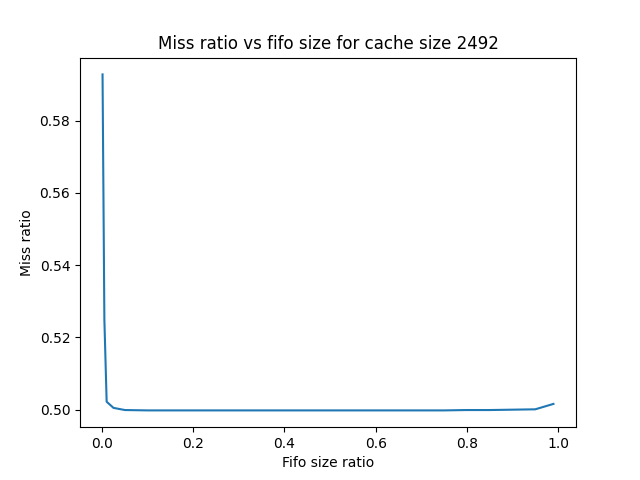 Miss ratio vs fifo size for cache size 2492
0.58
0.56
0.54
0.52
0.50
Miss ratio
0.0 0.2 0.4 0.6 0.8 1.0
Fifo size ratio